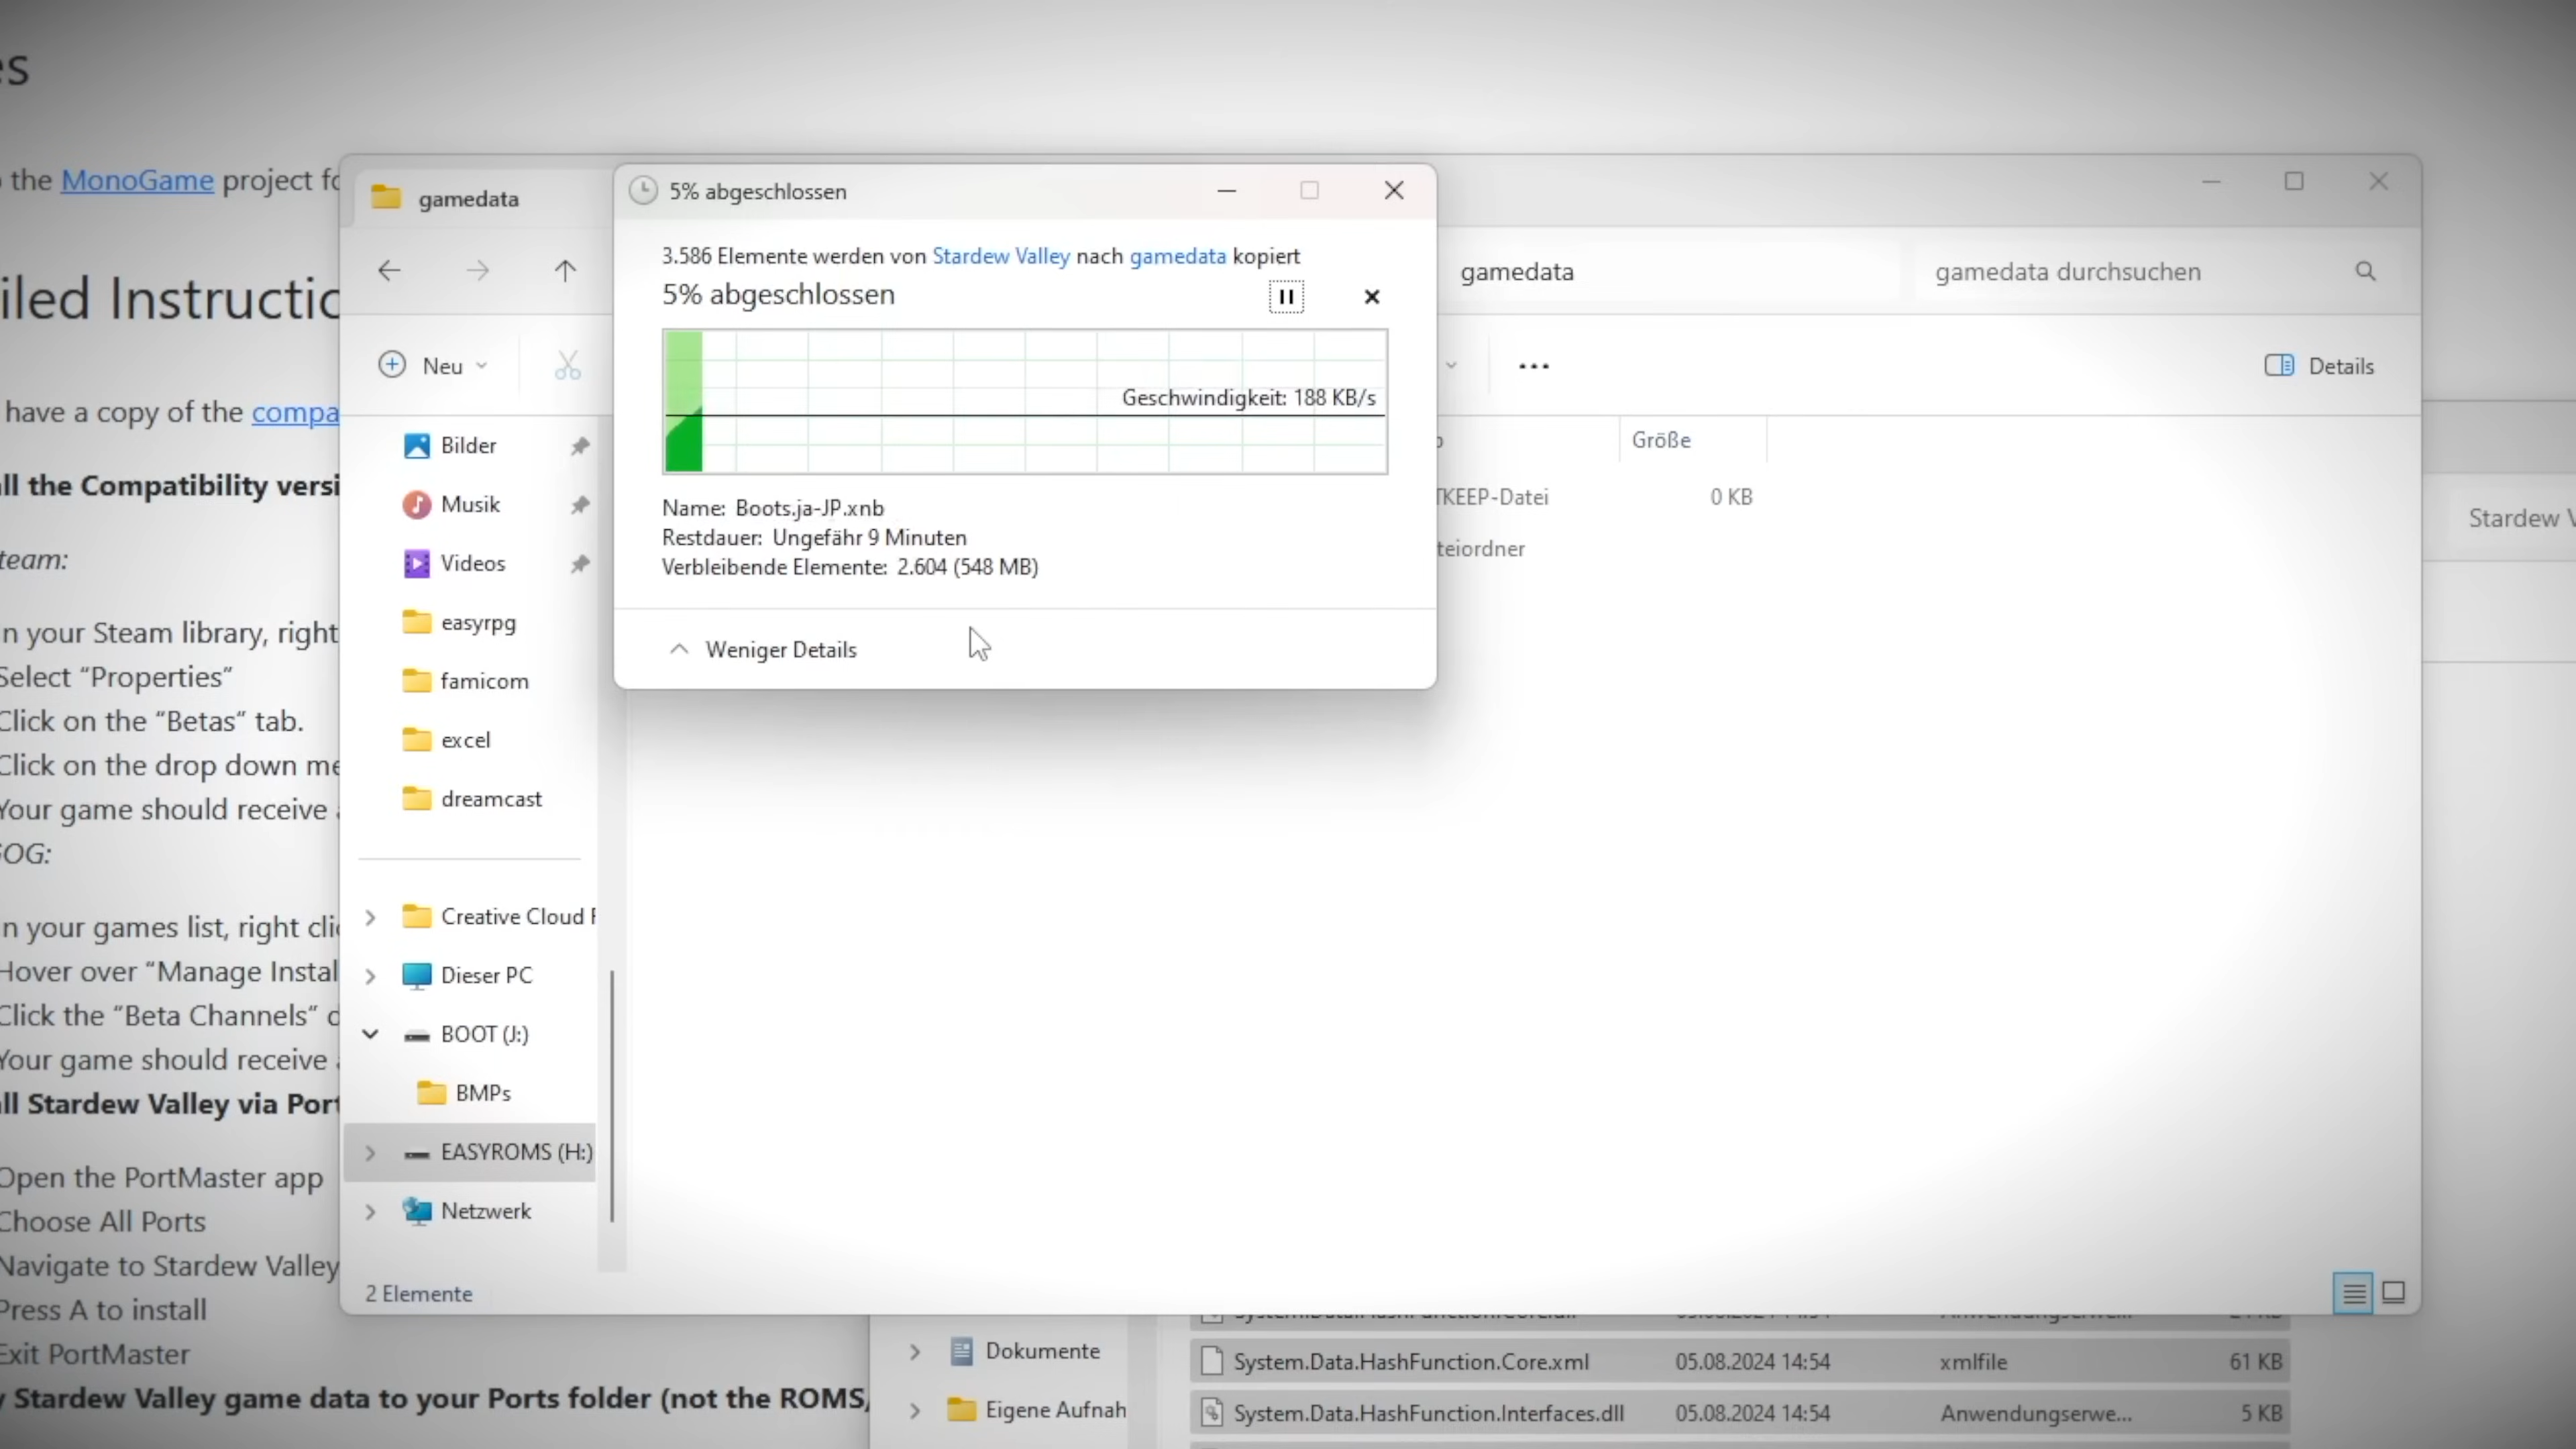 the MonoGame project fo
iled Instructio
have a copy of the compa
ll the Compatibility versi
team:
n your Steam library, right
Select “Properties”
Click on the “Betas” tab.
Click on the drop down me
Your game should receive
OG:
n your games list, right clic
Hover over “Manage Instal
Click the “Beta Channels”
Your game should receive
ll Stardew Valley via Port
Open the PortMaster app
Choose All Ports
Navigate to Stardew Valley
Press A to install
Exit PortMaster
Stardew Valley game data to your Ports folder (not the ROMS/
gamedata
gamedata
gamedata durchsuchen
Neu
Details
Größe
TKEEP-Datei
0 KB
teiordner
Bilder
Musik
Videos
easyrpg
famicom
excel
dreamcast
Creative Cloud F
Dieser PC
BOOT (J:)
BMPs
EASYROMS (H:)
Netzwerk
2 Elemente
5% abgeschlossen
3.586 Elemente werden von Stardew Valley nach gamedata kopiert
5% abgeschlossen
Geschwindigkeit: 188 KB/s
Name: Boots.ja-JP.xnb
Restdauer: Ungefähr 9 Minuten
Verbleibende Elemente: 2.604 (548 MB)
Weniger Details
Stardew V
Dokumente
Eigene Aufnah
System.Data.HashFunction.Core.xml 05.08.2024 14:54 xmlfile 61 KB
System.Data.HashFunction.Interfaces.dll 05.08.2024 14:54 Anwendungserwe... 5 KB